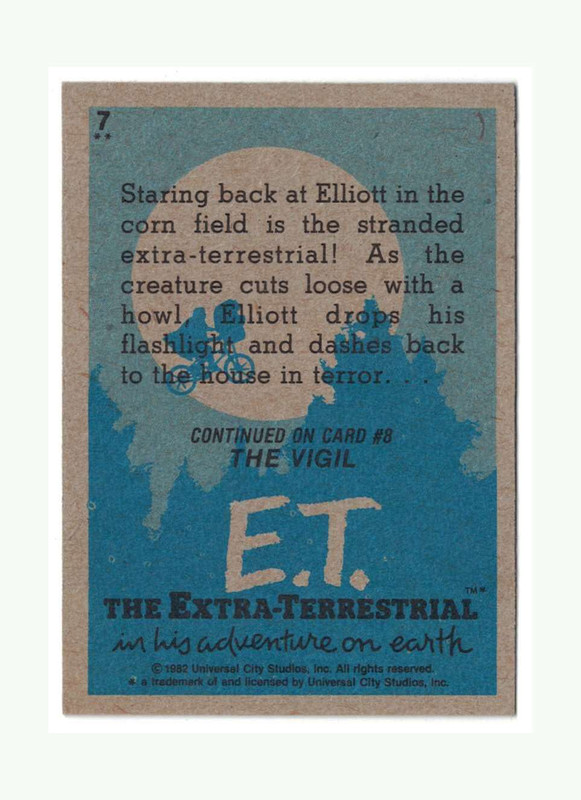 7
**
Staring back at Elliott in the
corn field is the stranded
extra-terrestrial! As the
creature cuts loose with a
howl, Elliott drops his
flashlight and dashes back
to the house in terror. . .
CONTINUED ON CARD #8
THE VIGIL
E.T.
THE EXTRA-TERRESTRIAL™*
in his adventure on earth
©1982 Universal City Studios, Inc. All rights reserved.
* a trademark of and licensed by Universal City Studios, Inc.